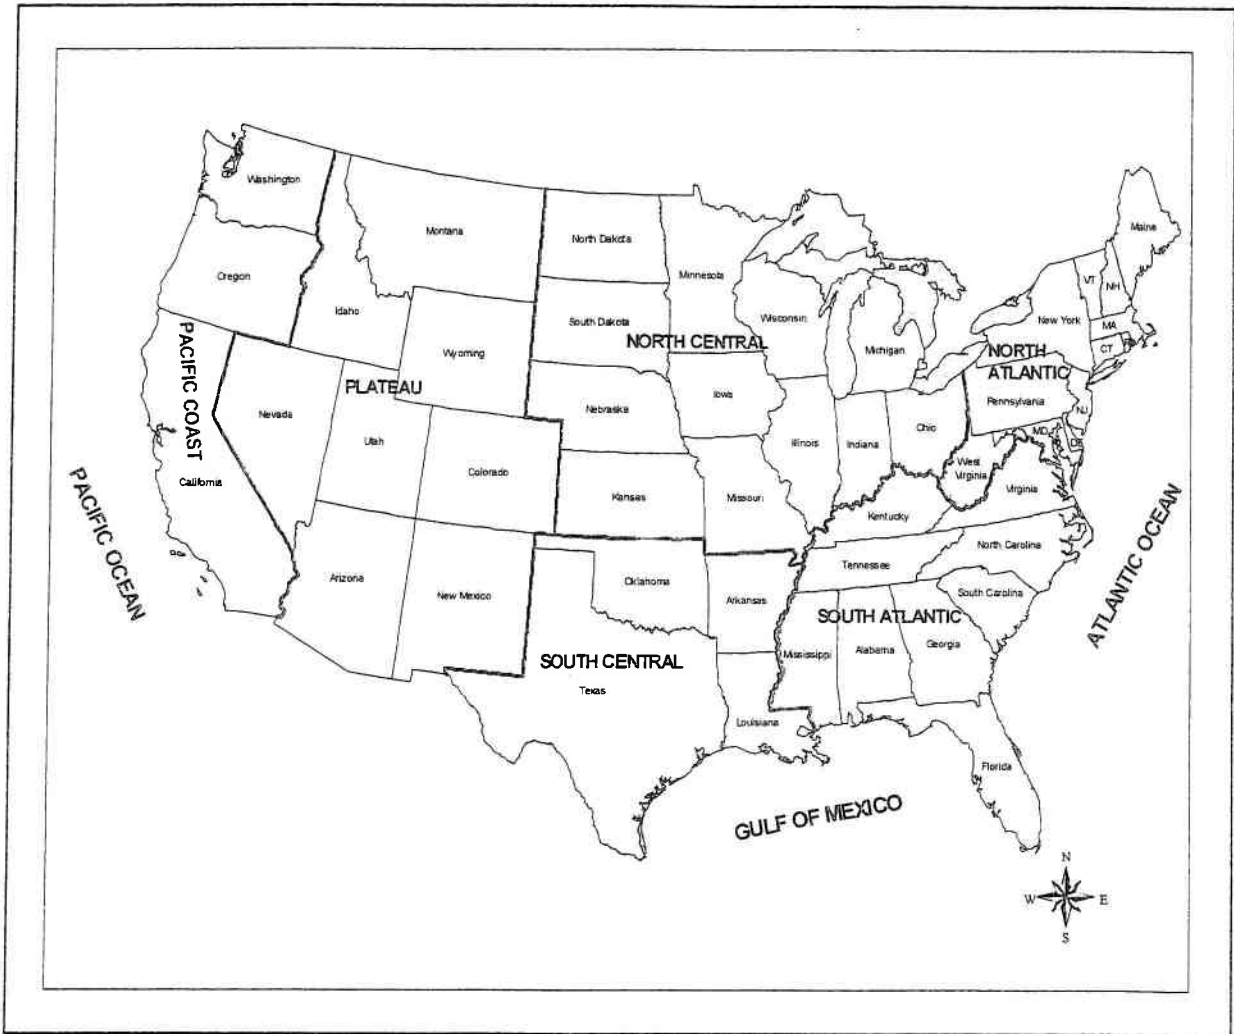 Washington
Montana
North Dakota
Minnesota
Maine
VT
NH
Oregon
Idaho
South Dakota
Wisconsin
Michigan
New York
MA
CT
PACIFIC COAST
Wyoming
NORTH CENTRAL
NORTH
ATLANTIC
PLATEAU
Nevada
Utah
Colorado
Nebraska
Iowa
Illinois
Indiana
Ohio
Pennsylvania
NJ
MD
DE
California
Kansas
Missouri
West
Virginia
Virginia
Kentucky
PACIFIC OCEAN
ATLANTIC OCEAN
Arizona
New Mexico
Oklahoma
Arkansas
Tennessee
North Carolina
South Carolina
SOUTH ATLANTIC
SOUTH CENTRAL
Texas
Mississippi
Alabama
Georgia
Louisiana
Florida
GULF OF MEXICO
N
W
E
S